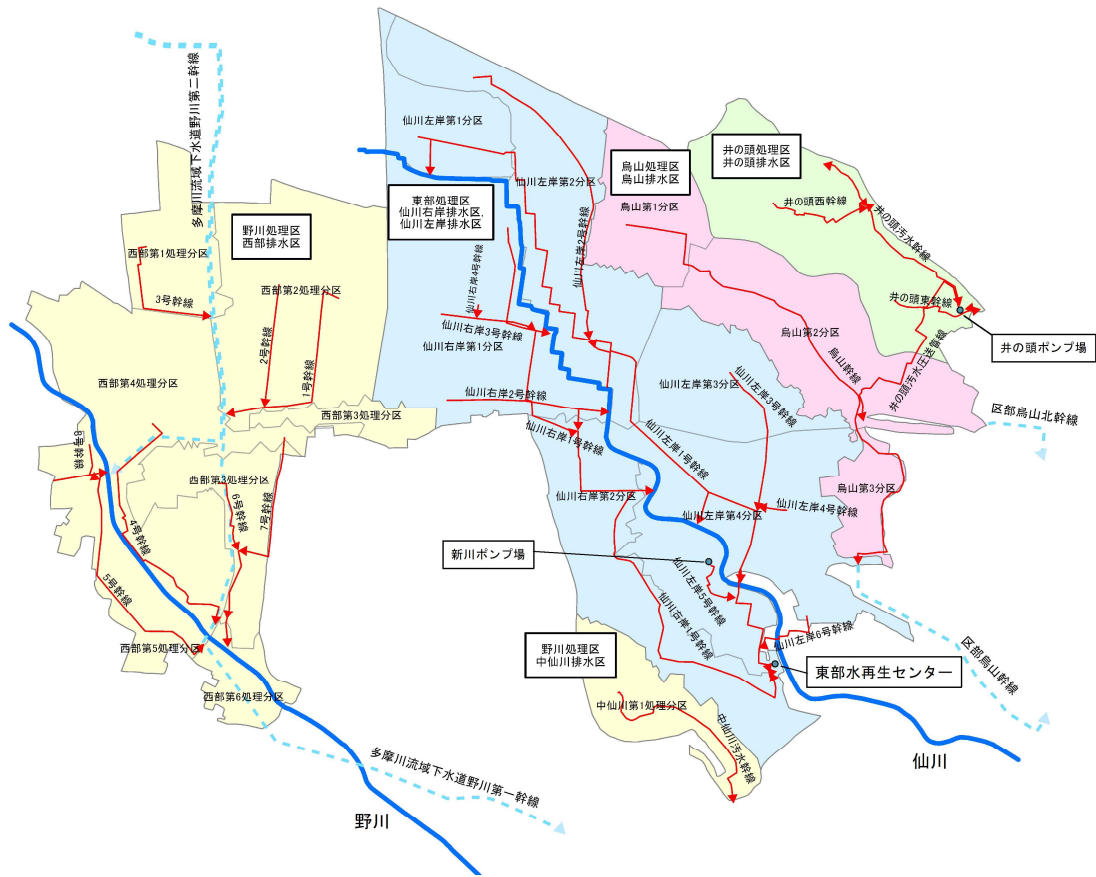 多摩川流域下水道野川第二幹線
仙川左岸第1分区
仙川左岸第2分区
烏山処理区
烏山排水区
井の頭処理区
井の頭排水区
東部処理区
仙川右岸排水区,
仙川左岸排水区
野川処理区
西部排水区
烏山第1分区
井の頭西幹線
井の頭汚水幹線
仙川左岸2号幹線
西部第1処理分区
3号幹線
西部第2処理分区
仙川右岸4号幹線
井の頭東幹線
仙川右岸3号幹線
仙川右岸第1分区
烏山第2分区
烏山幹線
井の頭汚水圧送管線
井の頭ポンプ場
2号幹線
1号幹線
西部第4処理分区
仙川左岸第3分区
仙川左岸3号幹線
仙川右岸2号幹線
西部第3処理分区
区部烏山北幹線
8号幹線
仙川右岸1号幹線
仙川左岸1号幹線
西部第3処理分区
6号幹線
7号幹線
仙川右岸第2分区
烏山第3分区
4号幹線
仙川左岸第4分区
仙川左岸4号幹線
新川ポンプ場
5号幹線
仙川左岸5号幹線
仙川右岸1号幹線
仙川左岸6号幹線
西部第5処理分区
野川処理区
中仙川排水区
東部水再生センター
区部烏山幹線
西部第6処理分区
中仙川第1処理分区
中仙川汚水幹線
多摩川流域下水道野川第一幹線
仙川
野川